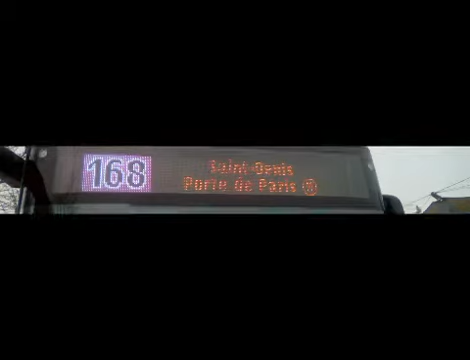 168
Saint-Denis
Porte de Paris Ⓜ